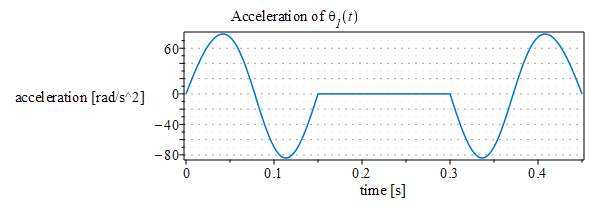 Acceleration of θ₁(t)
60
0
−40
−80
acceleration [rad/s^2]
0 0.1 0.2 0.3 0.4
time [s]